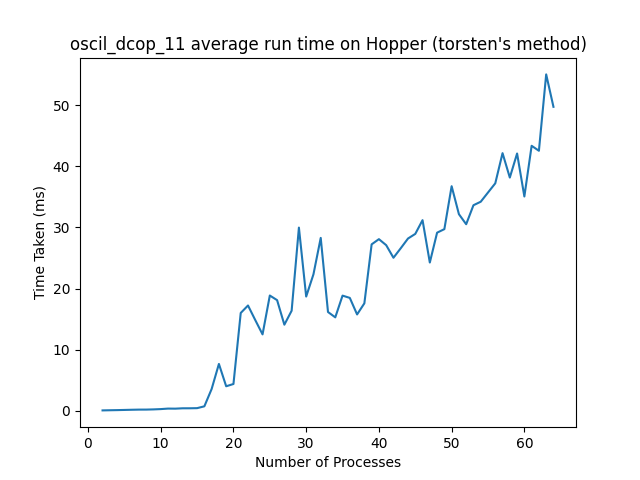 oscil_dcop_11 average run time on Hopper (torsten's method)
50
40
30
20
10
0
Time Taken (ms)
0 10 20 30 40 50 60
Number of Processes